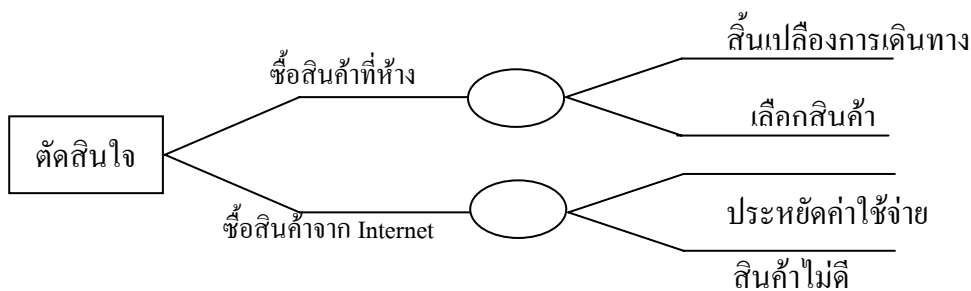 สิ้นเปลืองการเดินทาง
ซื้อสินค้าที่ห้าง
เลือกสินค้า
ตัดสินใจ
ประหยัดค่าใช้จ่าย
ซื้อสินค้าจาก Internet
สินค้าไม่ดี